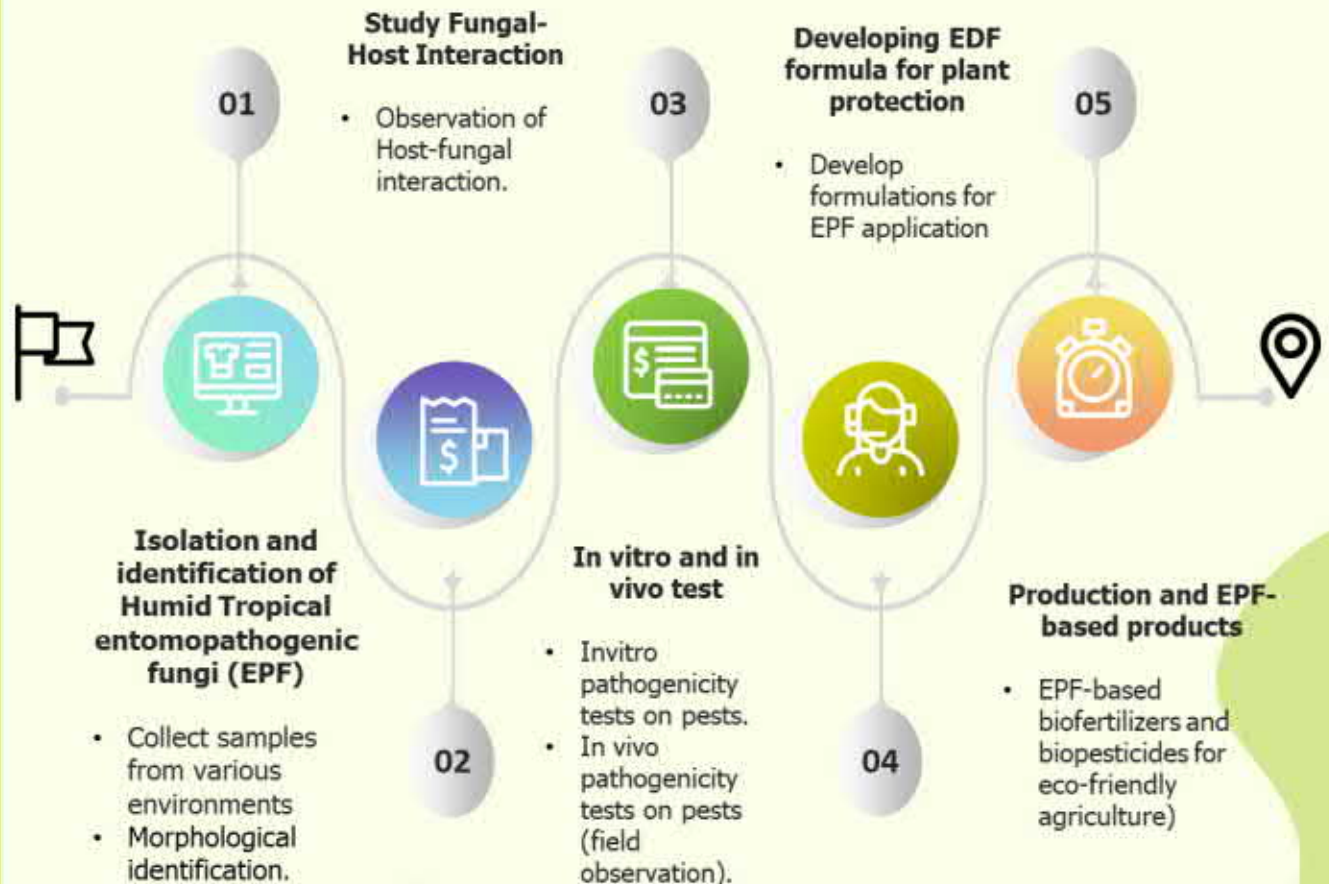 01
Isolation and
identification of
Humid Tropical
entomopathogenic
fungi (EPF)
• Collect samples
from various
environments
• Morphological
identification.
Study Fungal-
Host Interaction
• Observation of
Host-fungal
interaction.
02
03
In vitro and in
vivo test
• Invitro
pathogenicity
tests on pests.
• In vivo
pathogenicity
tests on pests
(field
observation).
Developing EDF
formula for plant
protection
• Develop
formulations for
EPF application
04
05
Production and EPF-
based products
• EPF-based
biofertilizers and
biopesticides for
eco-friendly
agriculture)
$
$